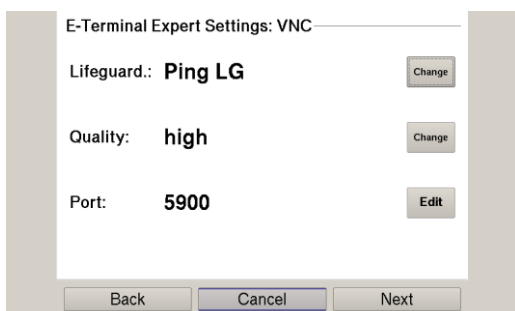 E-Terminal Expert Settings: VNC
Lifeguard.: Ping LG Change
Quality: high Change
Port: 5900 Edit
Back Cancel Next